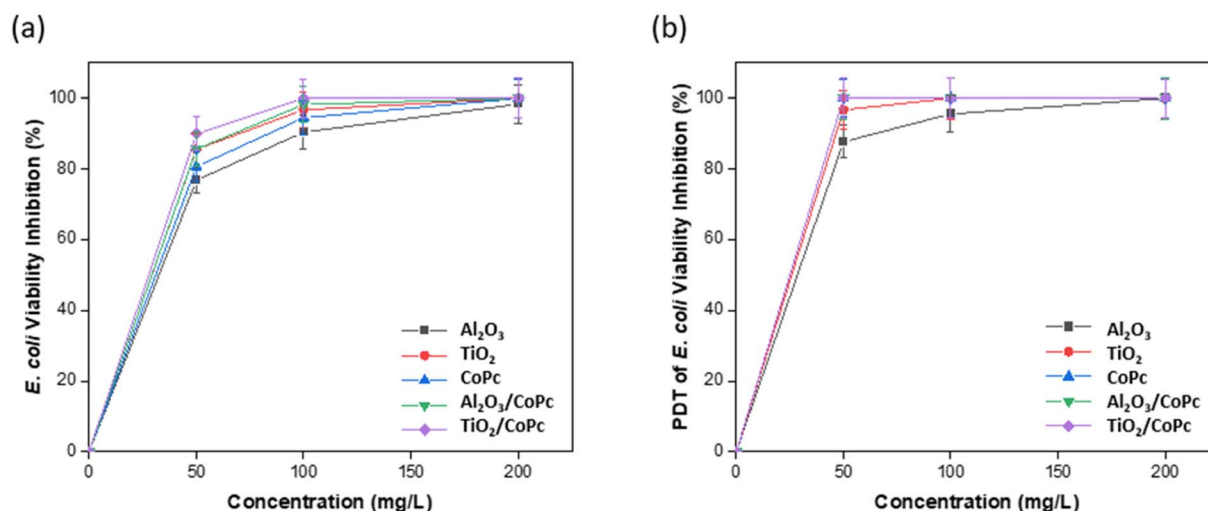 (a)
E. coli Viability Inhibition (%)
100
80
60
40
20
0
0 50 100 150 200
Concentration (mg/L)
Al₂O₃
TiO₂
CoPc
Al₂O₃/CoPc
TiO₂/CoPc
(b)
PDT of E. coli Viability Inhibition (%)
100
80
60
40
20
0
0 50 100 150 200
Concentration (mg/L)
Al₂O₃
TiO₂
CoPc
Al₂O₃/CoPc
TiO₂/CoPc